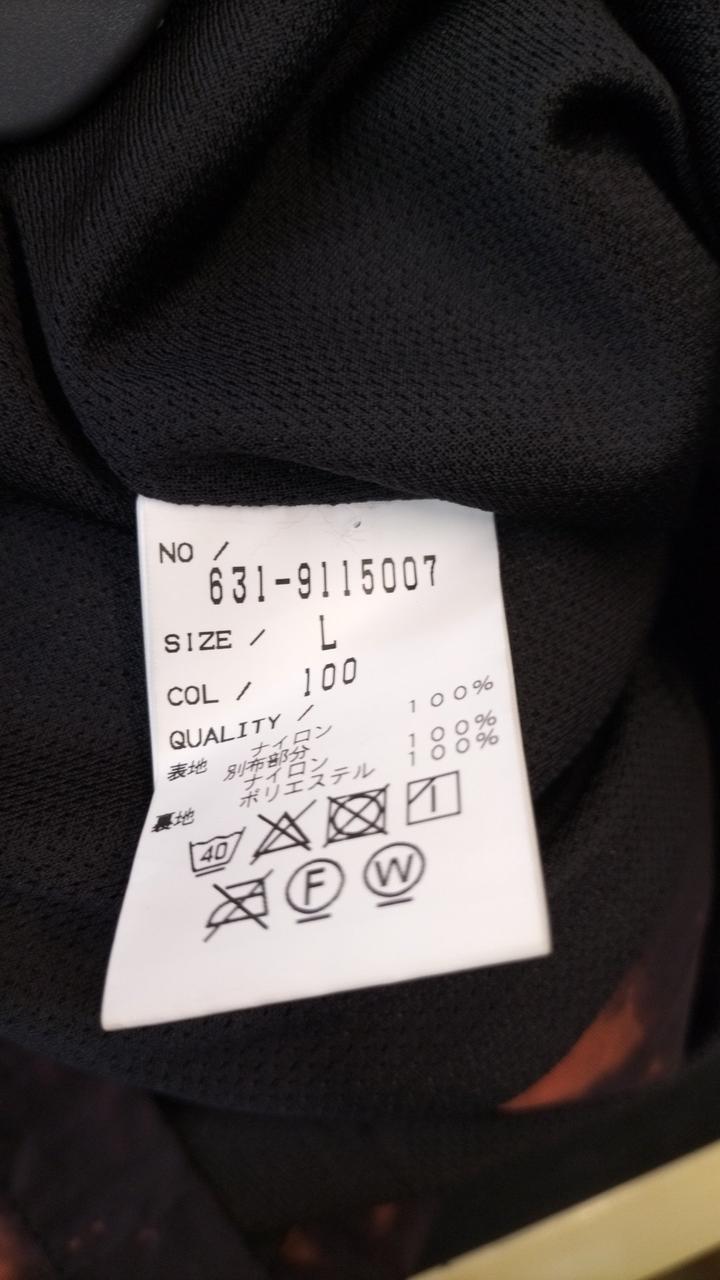 NO /
631-9115007
SIZE / L
COL / 100
QUALITY /
表地 ナイロン 100%
別布部分
ナイロン 100%
裏地 ポリエステル 100%
40
F W